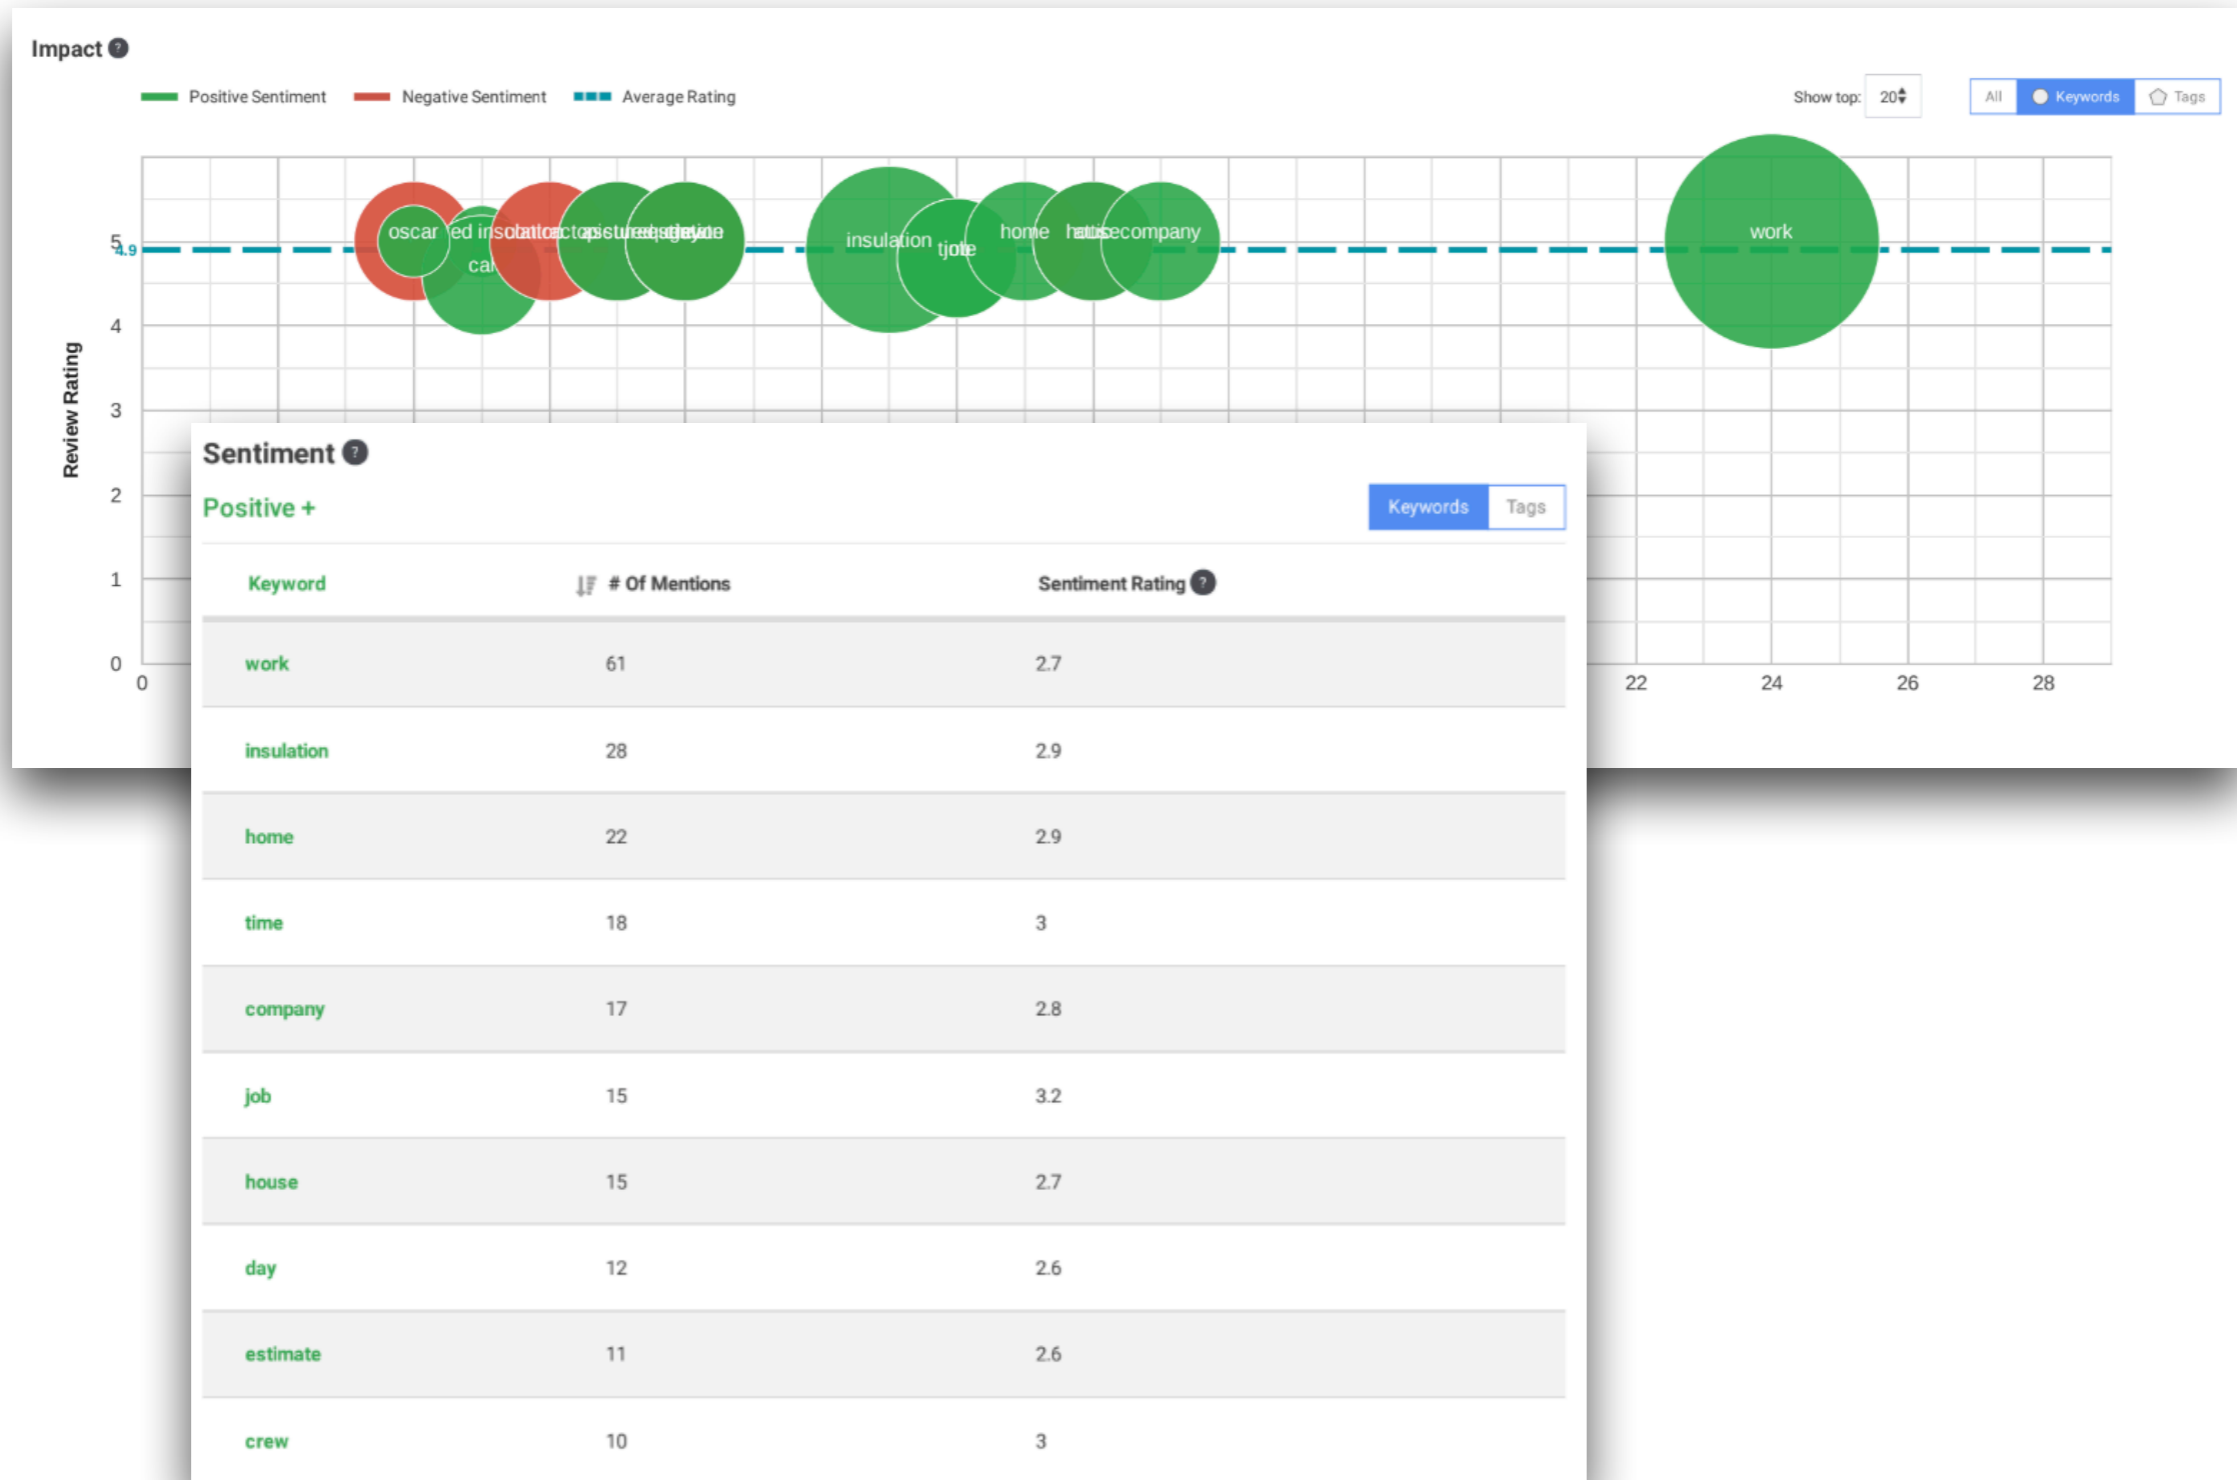 Impact ?
Positive Sentiment Negative Sentiment Average Rating
Show top: 20 All Keywords Tags
oscar home company work
insulation
5
4.9
4
3
2
1
0
Review Rating
0 22 24 26 28
Sentiment ?
Positive +
Keywords Tags
Keyword # Of Mentions Sentiment Rating ?
work 61 2.7
insulation 28 2.9
home 22 2.9
time 18 3
company 17 2.8
job 15 3.2
house 15 2.7
day 12 2.6
estimate 11 2.6
crew 10 3